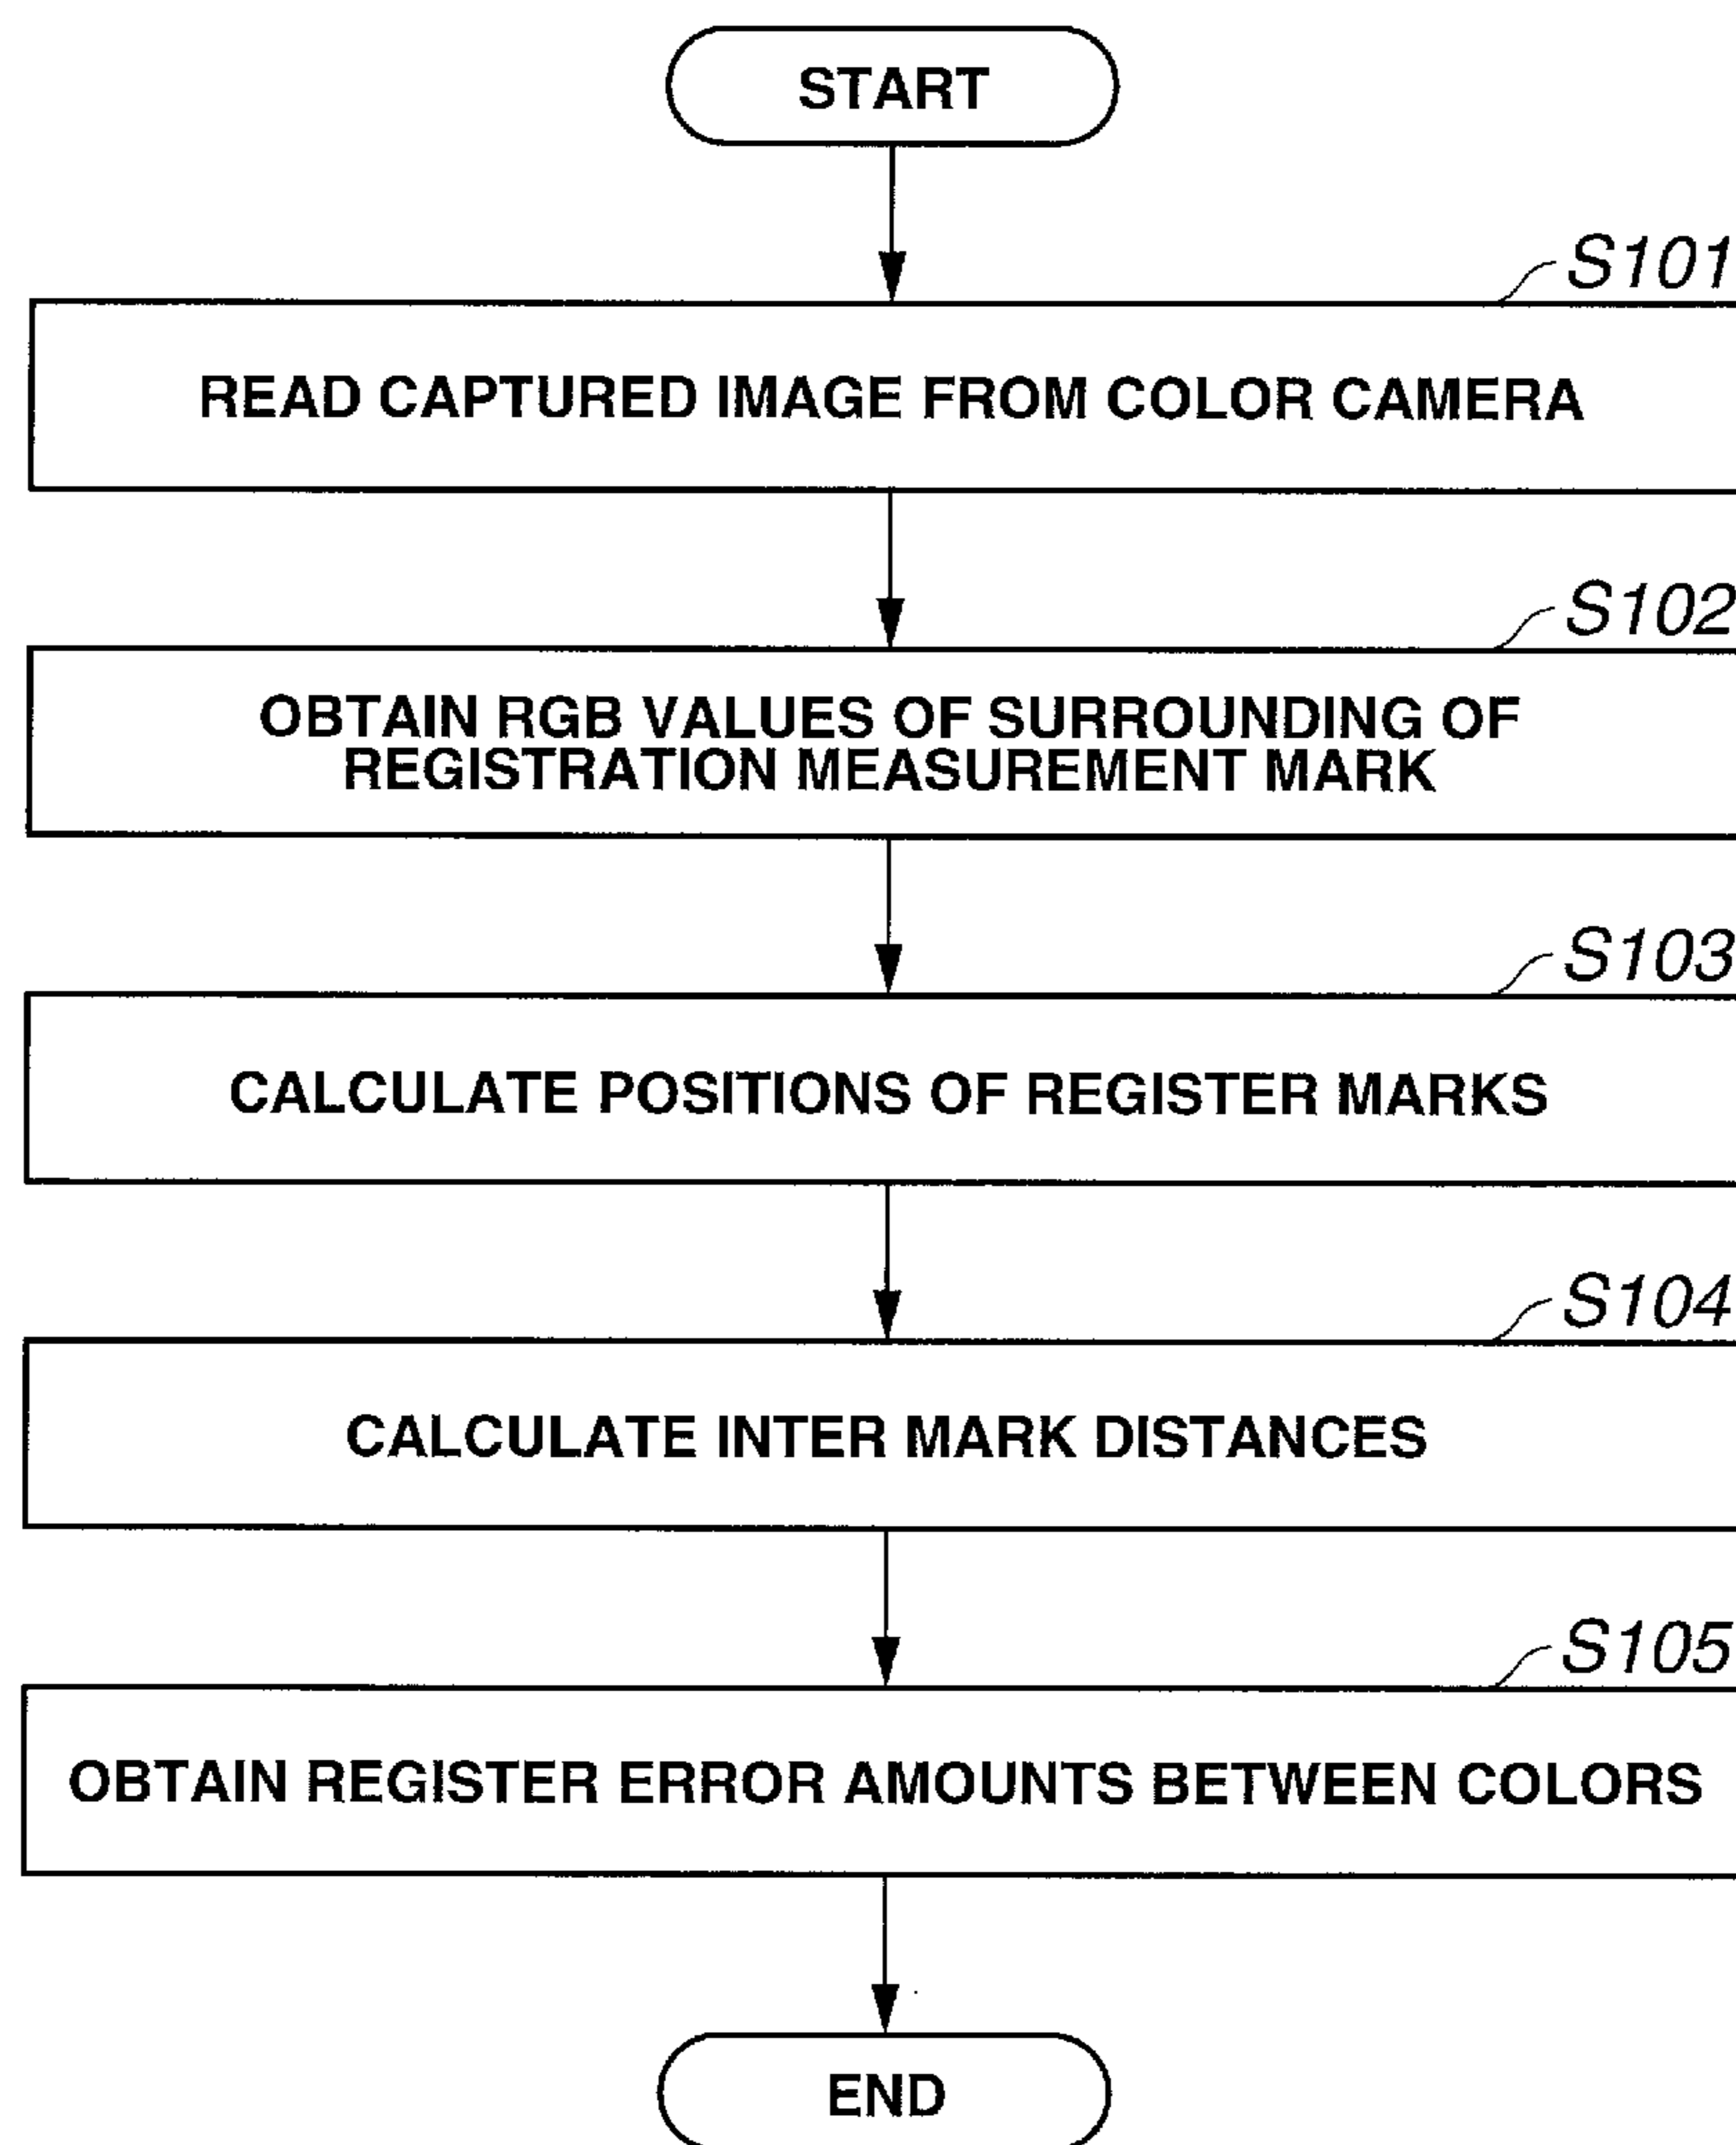 START
S101
READ CAPTURED IMAGE FROM COLOR CAMERA
S102
OBTAIN RGB VALUES OF SURROUNDING OF
REGISTRATION MEASUREMENT MARK
S103
CALCULATE POSITIONS OF REGISTER MARKS
S104
CALCULATE INTER MARK DISTANCES
S105
OBTAIN REGISTER ERROR AMOUNTS BETWEEN COLORS
END